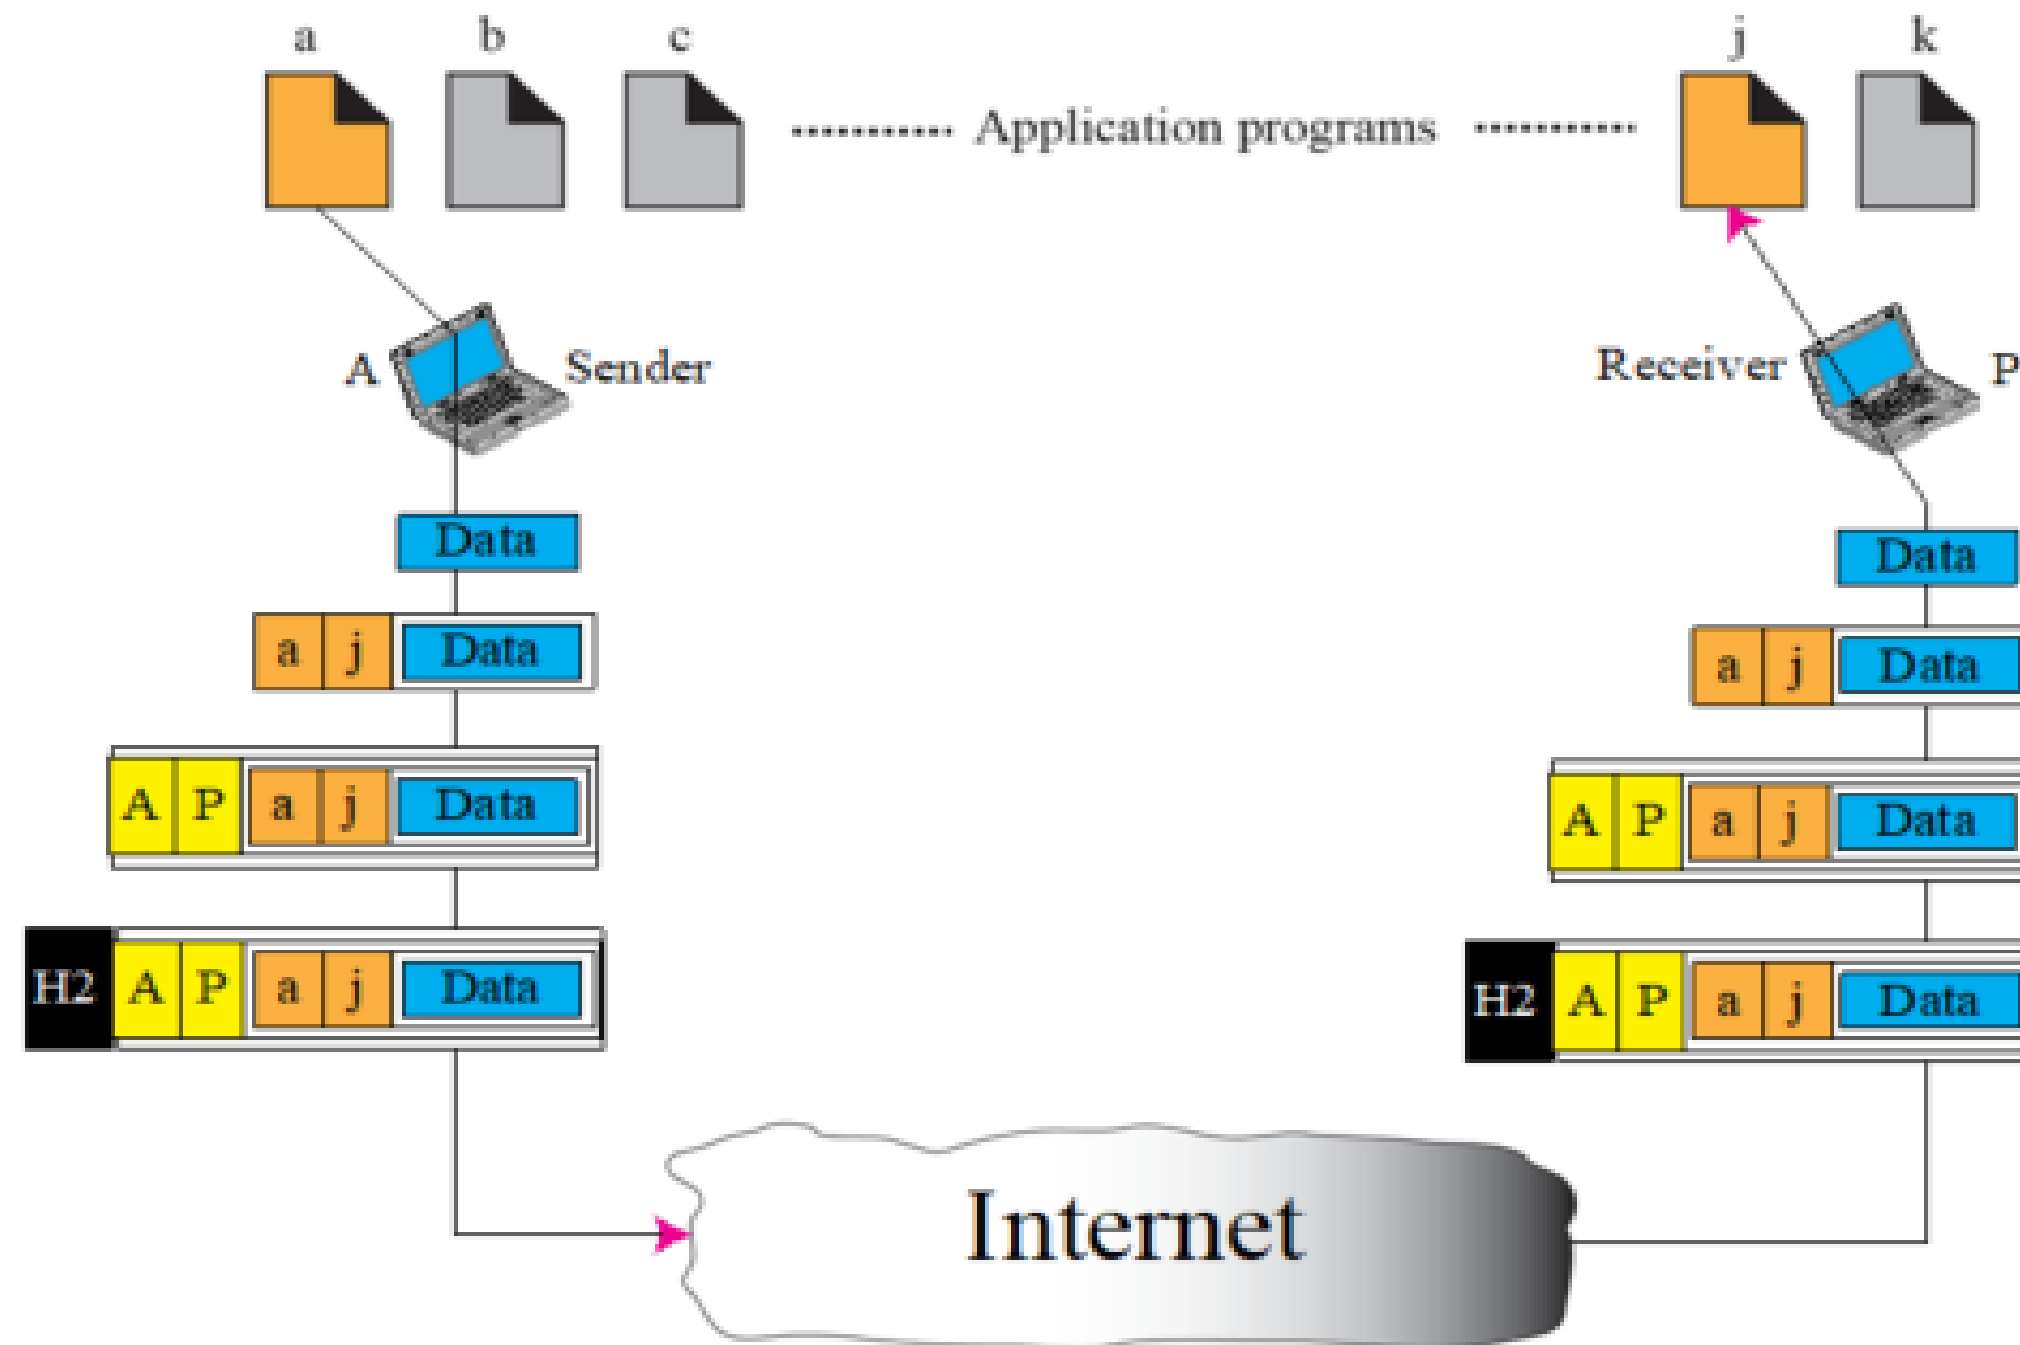 a b c j k
Application programs
A Sender Receiver P
Data Data
a j Data a j Data
A P a j Data A P a j Data
H2 A P a j Data H2 A P a j Data
Internet